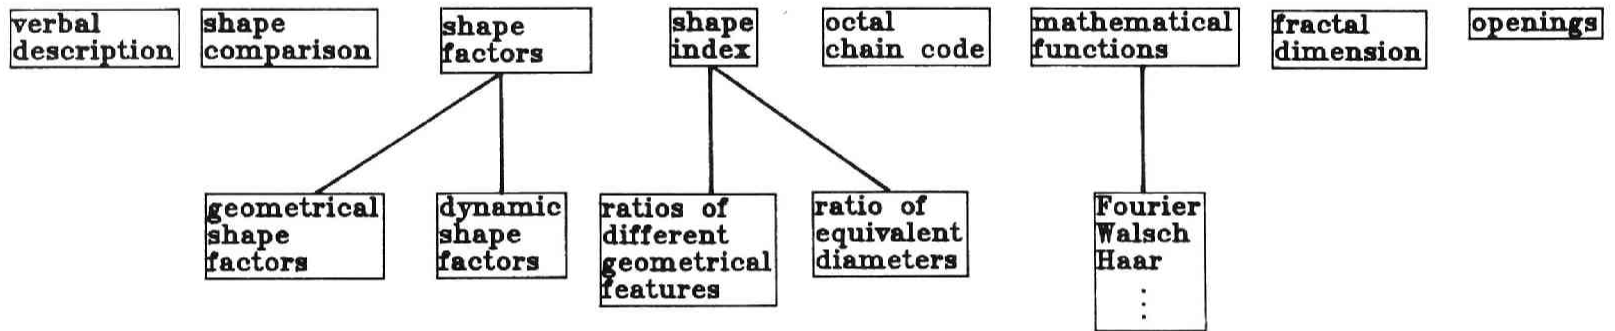 verbal
description
shape
comparison
shape
factors
shape
index
octal
chain code
mathematical
functions
fractal
dimension
openings
geometrical
shape
factors
dynamic
shape
factors
ratios of
different
geometrical
features
ratio of
equivalent
diameters
Fourier
Walsch
Haar